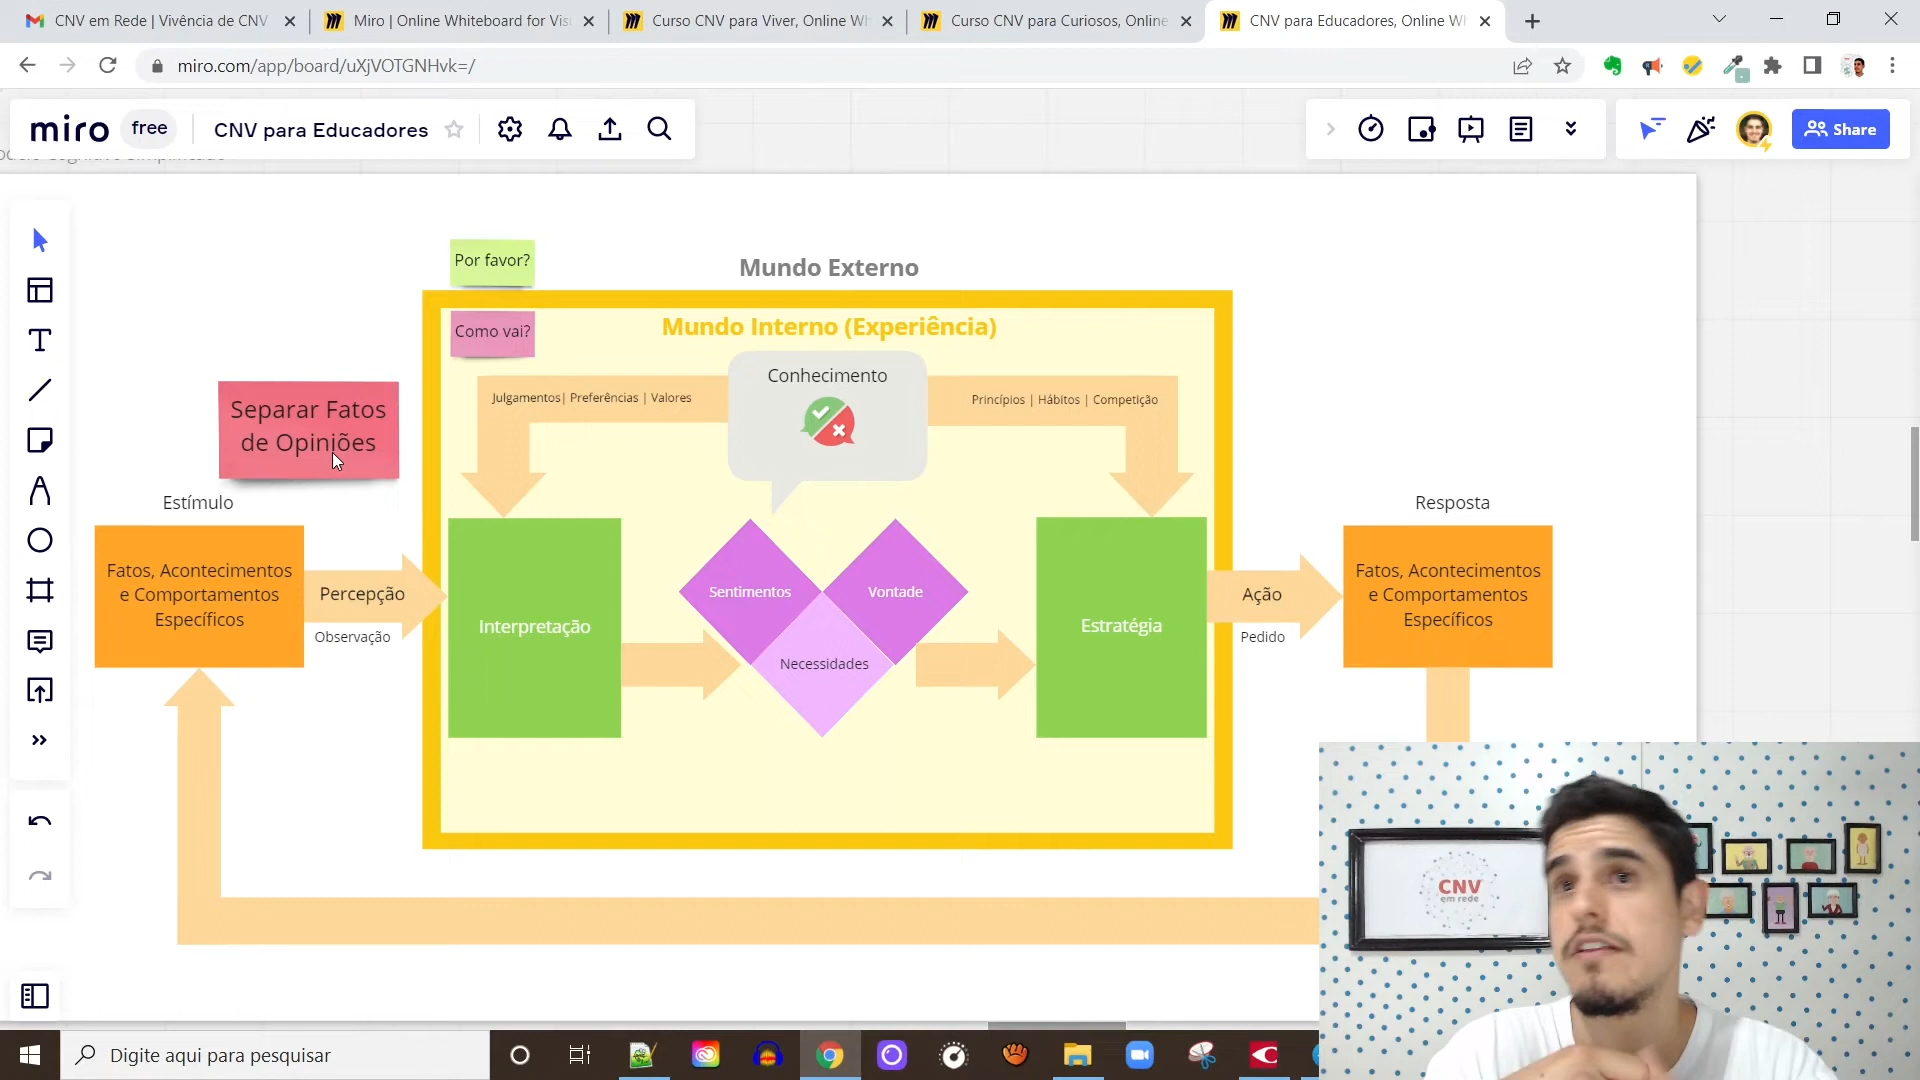 CNV em Rede | Vivência de CNV
Miro | Online Whiteboard for Vis
Curso CNV para Viver, Online Wh
Curso CNV para Curiosos, Online
CNV para Educadores, Online Wh
miro.com/app/board/uXjVOTGNHvk=/
miro
free
CNV para Educadores
Share
Por favor?
Mundo Externo
Como vai?
Mundo Interno (Experiência)
Conhecimento
Julgamentos| Preferências | Valores
Princípios | Hábitos | Competição
Separar Fatos
de Opiniões
Estímulo
Resposta
Fatos, Acontecimentos
e Comportamentos
Específicos
Percepção
Observação
Interpretação
Sentimentos
Vontade
Necessidades
Estratégia
Ação
Pedido
Fatos, Acontecimentos
e Comportamentos
Específicos
CNV
em rede
Digite aqui para pesquisar